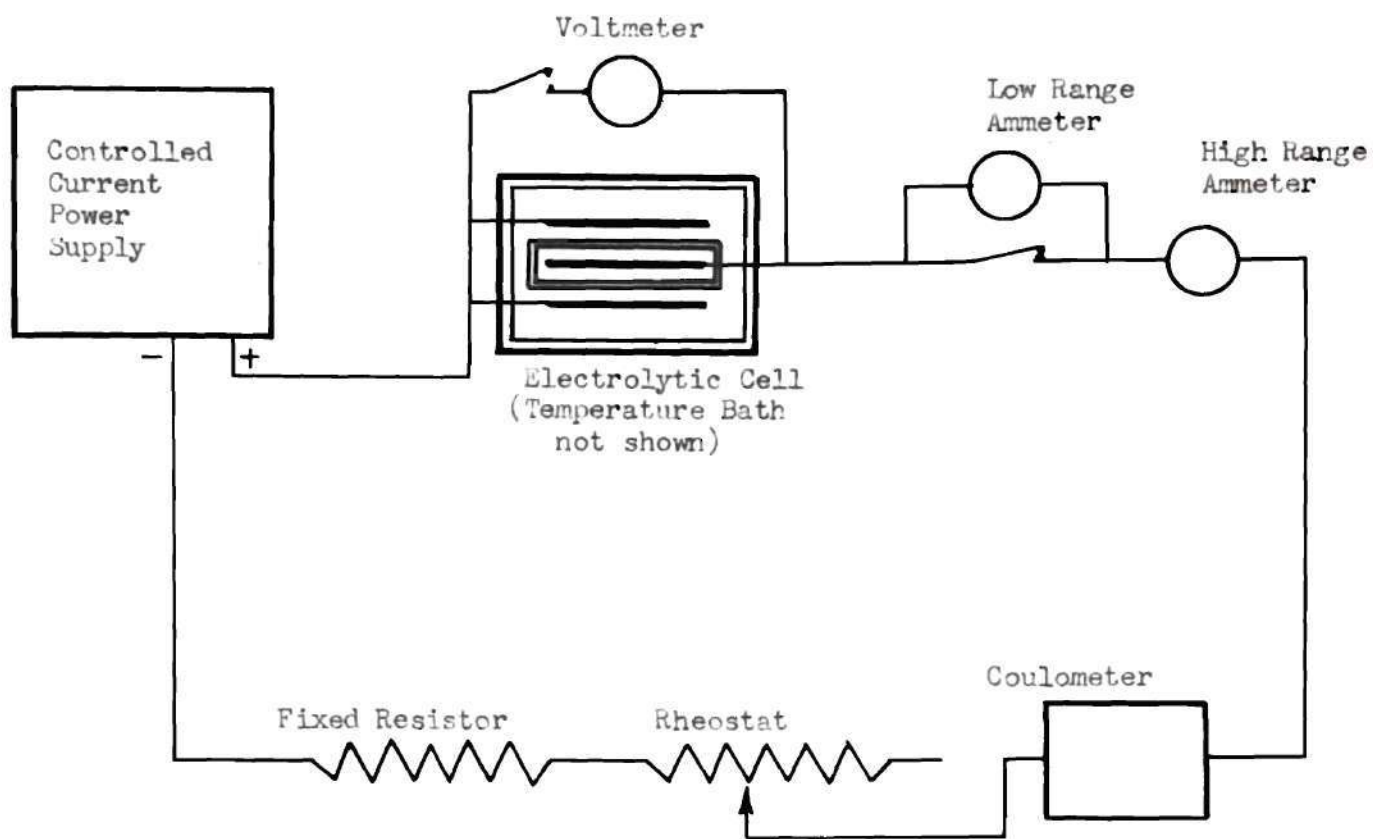 Voltmeter
Low Range
Ammeter
High Range
Ammeter
Controlled
Current
Power
Supply
- +
Electrolytic Cell
(Temperature Bath
not shown)
Coulometer
Fixed Resistor Rheostat